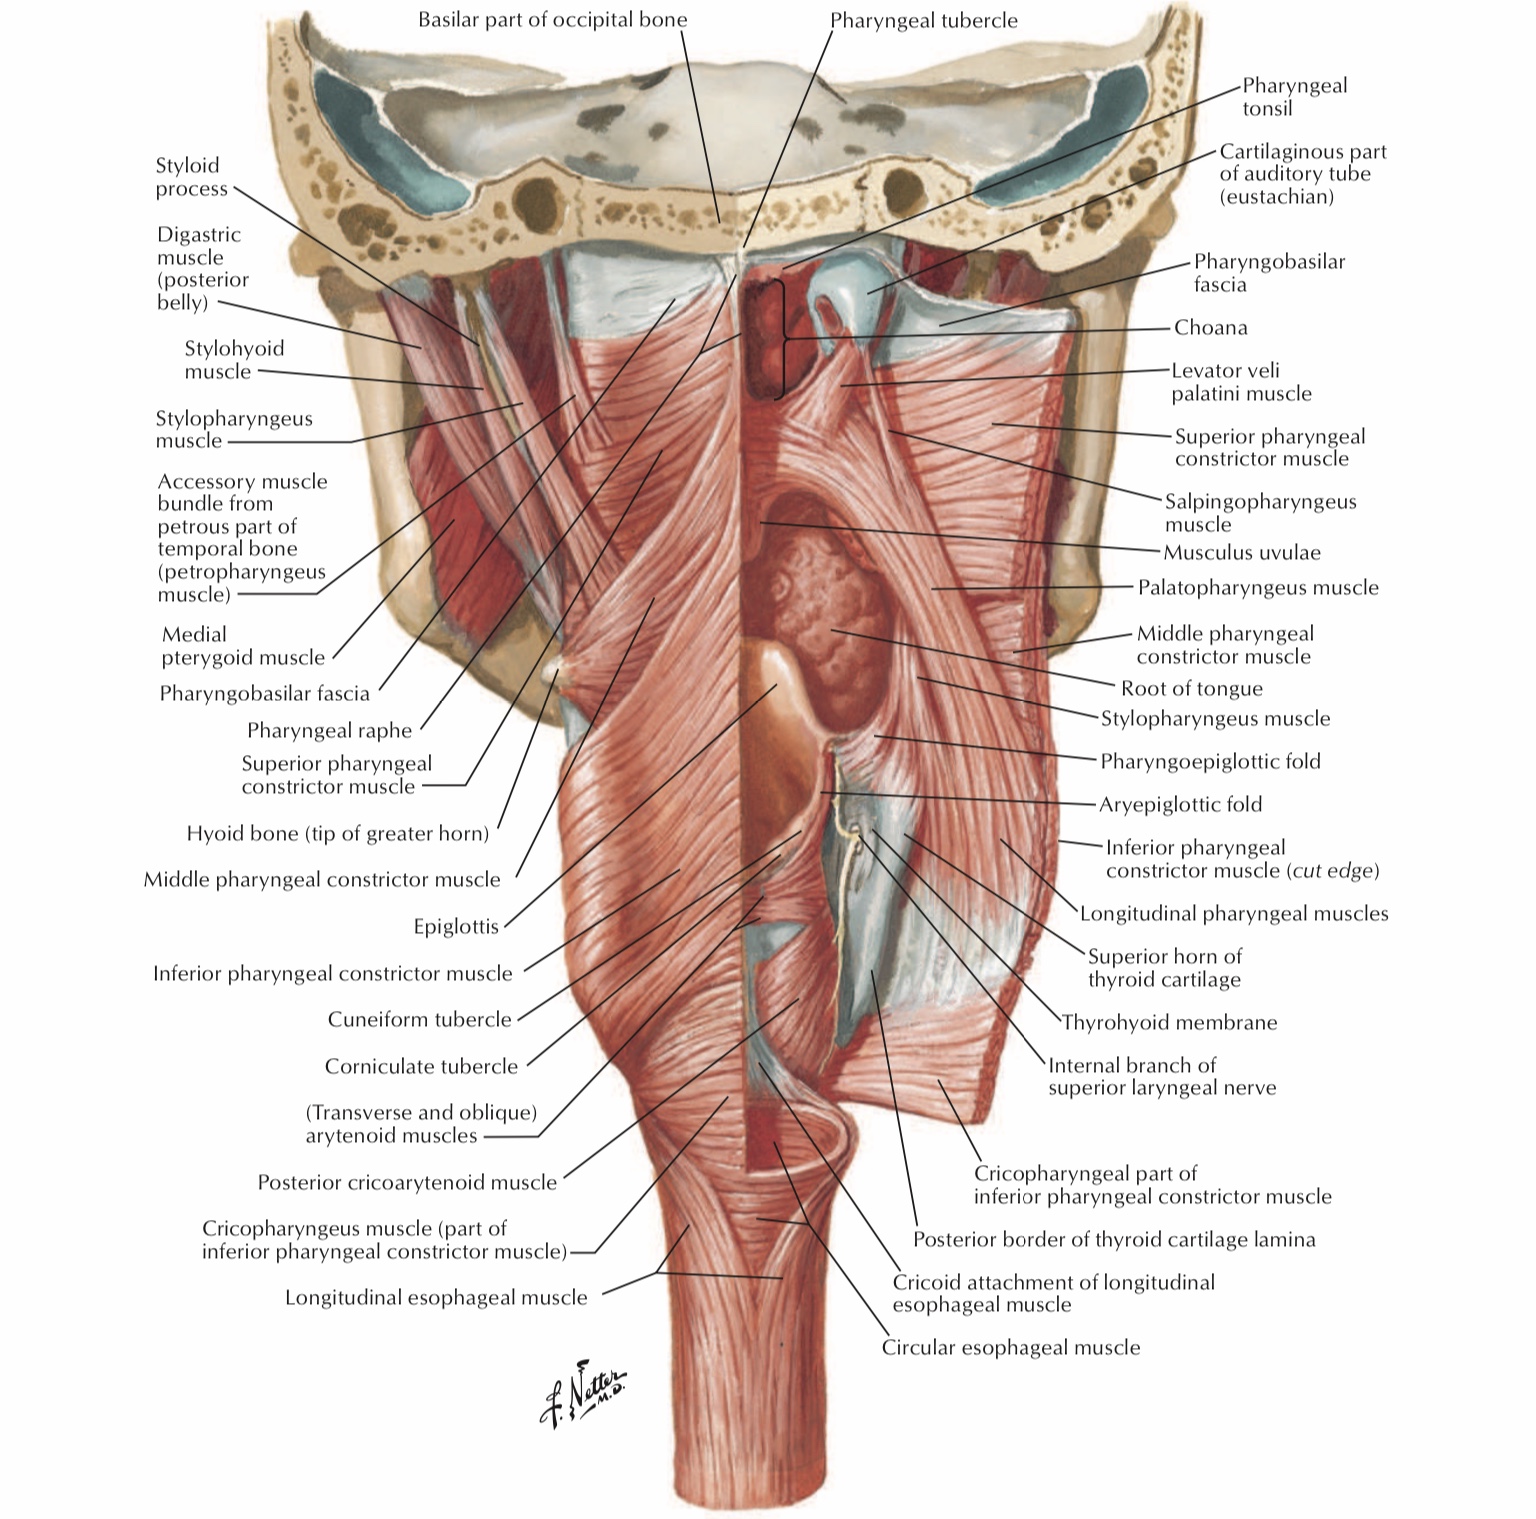 Basilar part of occipital bone
Pharyngeal tubercle
Styloid
process
Digastric
muscle
(posterior
belly)
Stylohyoid
muscle
Stylopharyngeus
muscle
Accessory muscle
bundle from
petrous part of
temporal bone
(petropharyngeus
muscle)
Medial
pterygoid muscle
Pharyngobasilar fascia
Pharyngeal raphe
Superior pharyngeal
constrictor muscle
Hyoid bone (tip of greater horn)
Middle pharyngeal constrictor muscle
Epiglottis
Inferior pharyngeal constrictor muscle
Cuneiform tubercle
Corniculate tubercle
(Transverse and oblique)
arytenoid muscles
Posterior cricoarytenoid muscle
Cricopharyngeus muscle (part of
inferior pharyngeal constrictor muscle)
Longitudinal esophageal muscle
Pharyngeal
tonsil
Cartilaginous part
of auditory tube
(eustachian)
Pharyngobasilar
fascia
Choana
Levator veli
palatini muscle
Superior pharyngeal
constrictor muscle
Salpingopharyngeus
muscle
Musculus uvulae
Palatopharyngeus muscle
Middle pharyngeal
constrictor muscle
Root of tongue
Stylopharyngeus muscle
Pharyngoepiglottic fold
Aryepiglottic fold
Inferior pharyngeal
constrictor muscle (cut edge)
Longitudinal pharyngeal muscles
Superior horn of
thyroid cartilage
Thyrohyoid membrane
Internal branch of
superior laryngeal nerve
Cricopharyngeal part of
inferior pharyngeal constrictor muscle
Posterior border of thyroid cartilage lamina
Cricoid attachment of longitudinal
esophageal muscle
Circular esophageal muscle
F. Netter
M.D.